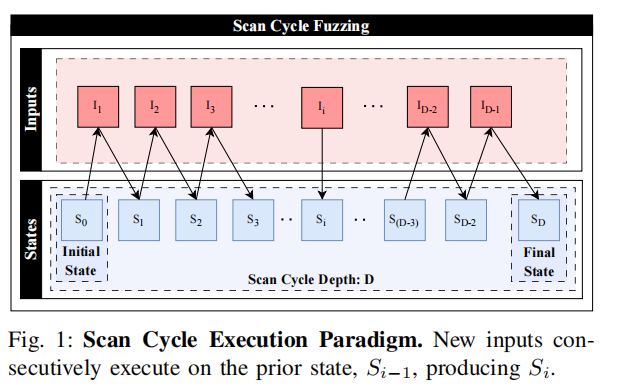 Scan Cycle Fuzzing
Inputs
I1 I2 I3 ... Ii ... ID-2 ID-1
States
S0 S1 S2 S3 .. Si .. S(D-3) SD-2 SD
Initial State
Final State
Scan Cycle Depth: D
Fig. 1: Scan Cycle Execution Paradigm. New inputs con-
secutively execute on the prior state, Si−1, producing Si.